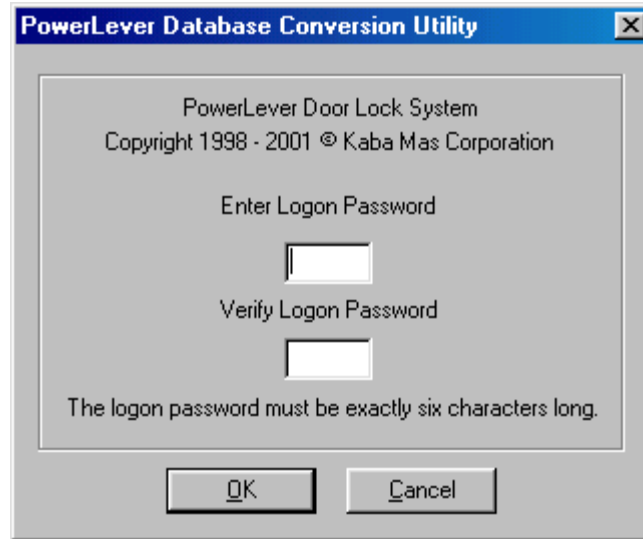 PowerLever Database Conversion Utility
PowerLever Door Lock System
Copyright 1998 - 2001 © Kaba Mas Corporation
Enter Logon Password
Verify Logon Password
The logon password must be exactly six characters long.
OK
Cancel